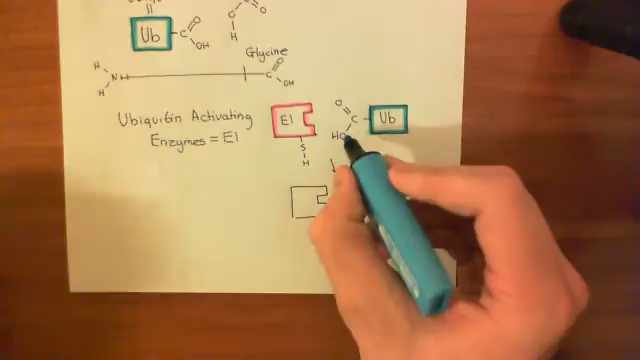 Ub
C
O
OH
O
H
Glycine
H
N
H
H
C
O
OH
Ubiquitin Activating
Enzymes = E1
E1
S
H
O
C
HO
Ub